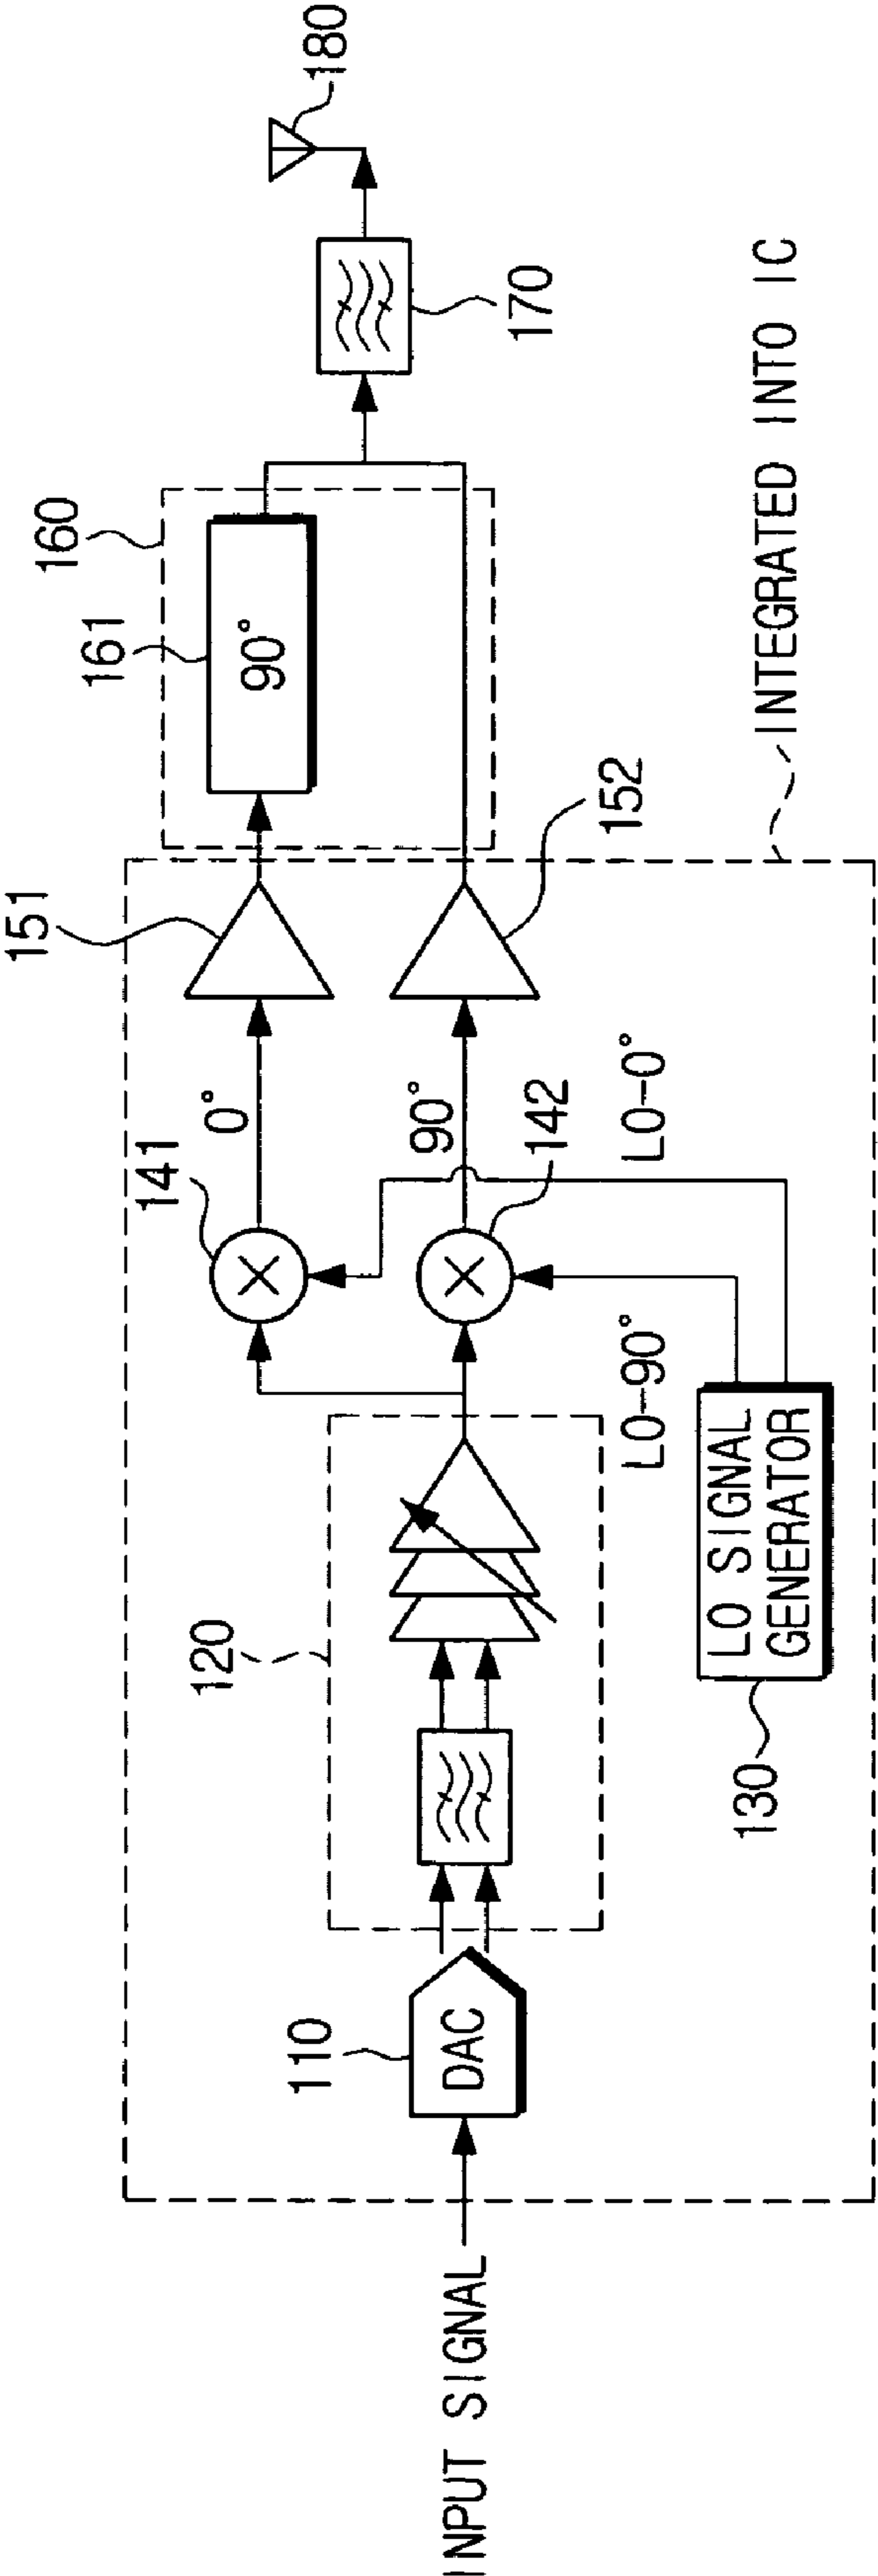 INPUT SIGNAL
110
DAC
120
130
LO SIGNAL
GENERATOR
LO-90°
LO-0°
141
142
0°
90°
151
152
160
161
90°
170
180
INTEGRATED INTO IC